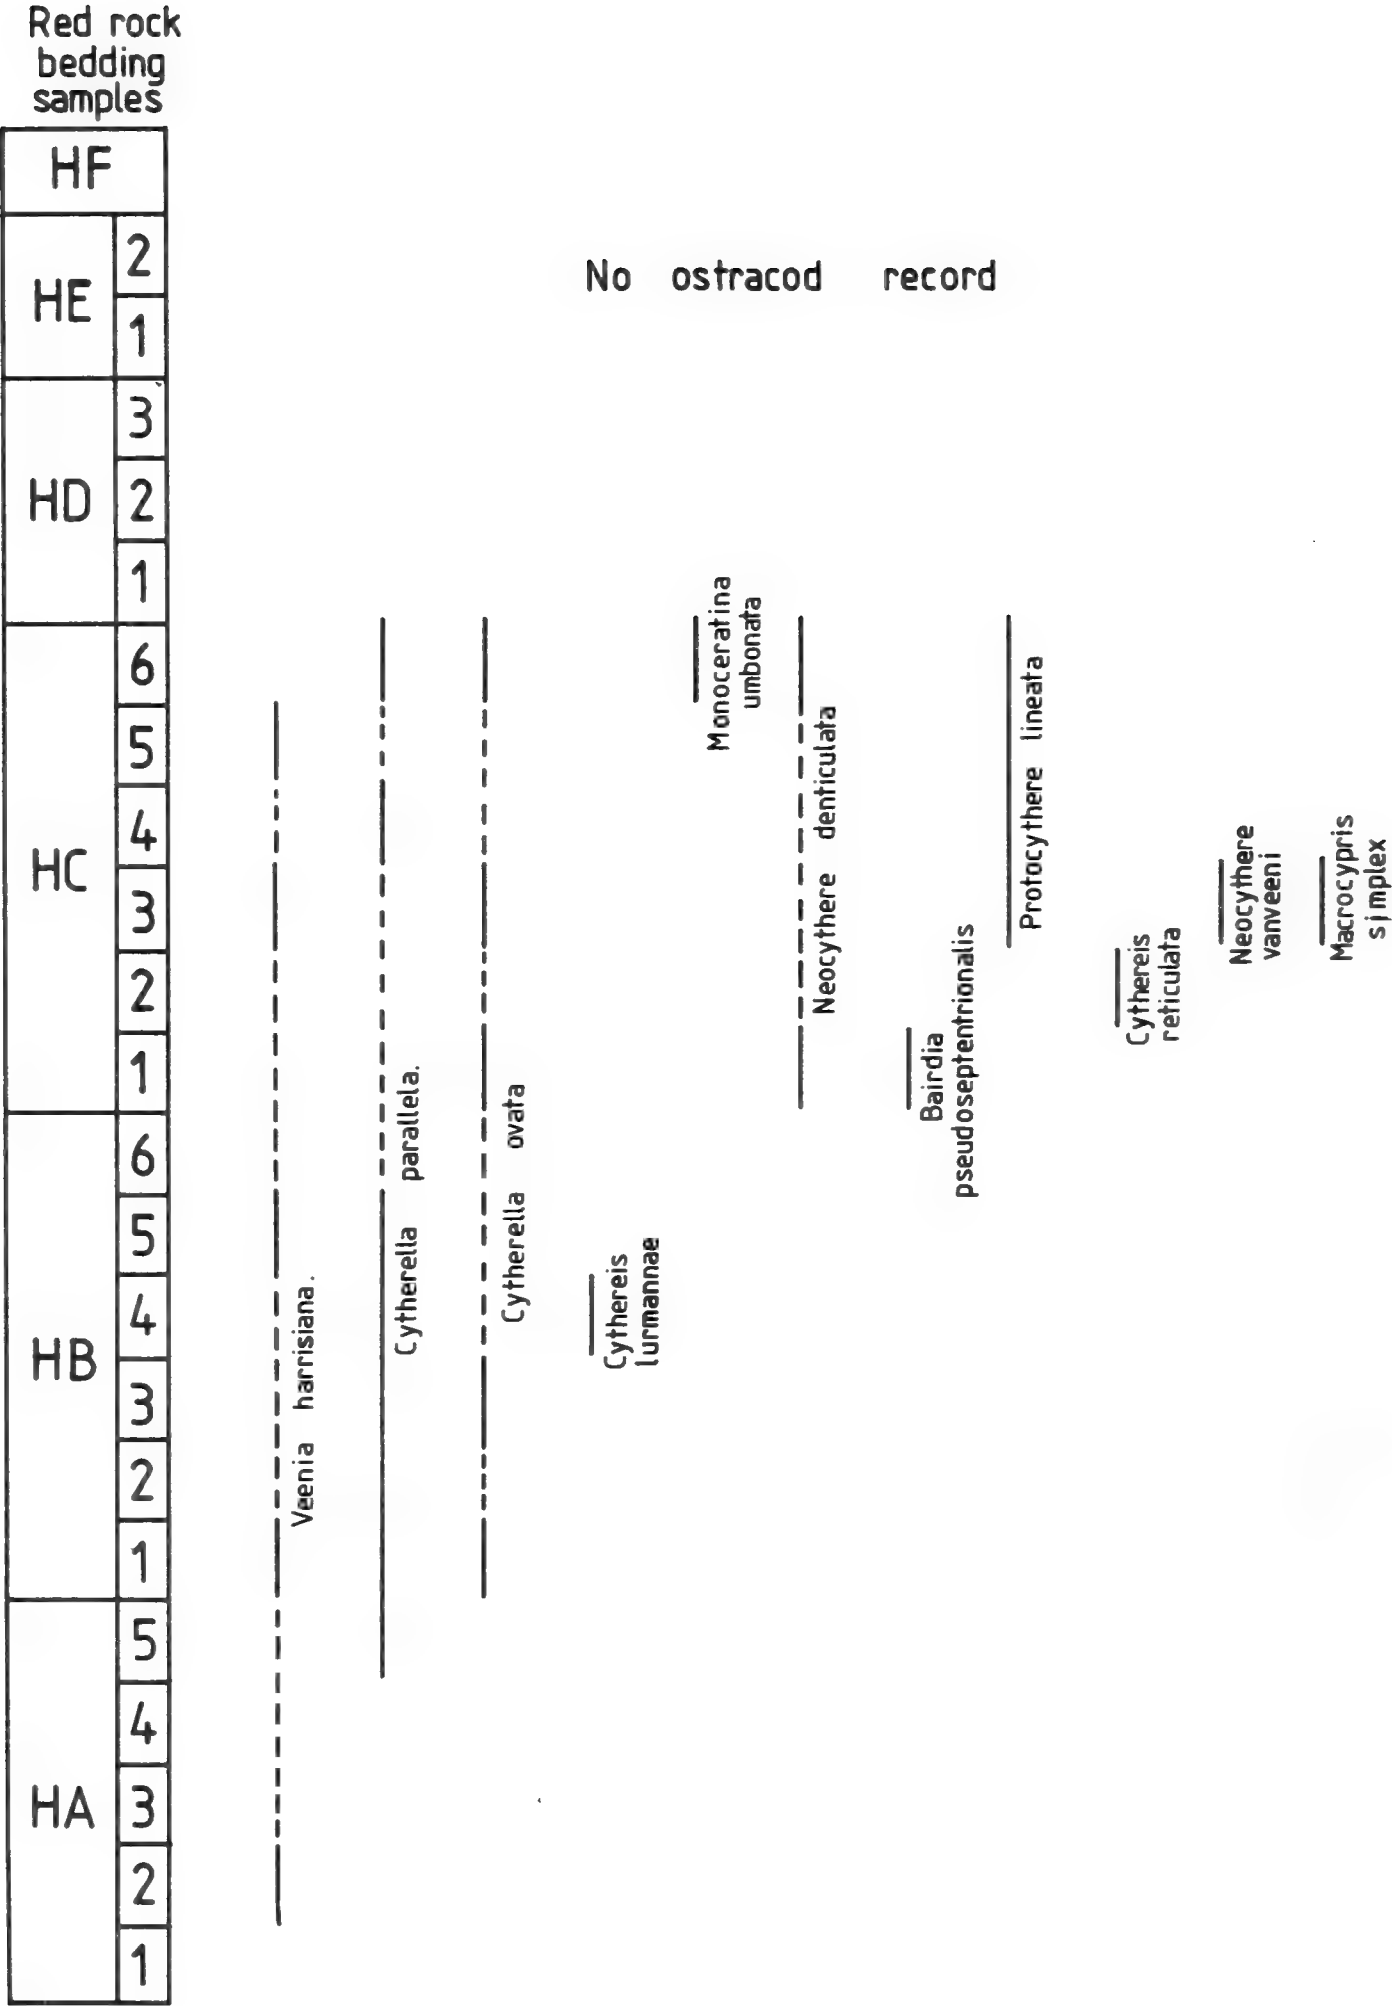 Red rock
bedding
samples
HF
HE
2
1
No ostracod record
HD
3
2
1
HC
6
5
4
3
2
1
HB
6
5
4
3
2
1
HA
5
4
3
2
1
Veenia harrisiana.
Cytherella parallela.
Cytherella ovata
Cythereis
lurmannae
Monoceratina
umbonata
Neocythere denticulata
Bairdia
pseudoseptentrionalis
Protocythere lineata
Cythereis
reticulata
Neocythere
vanveeni
Macrocypris
simplex